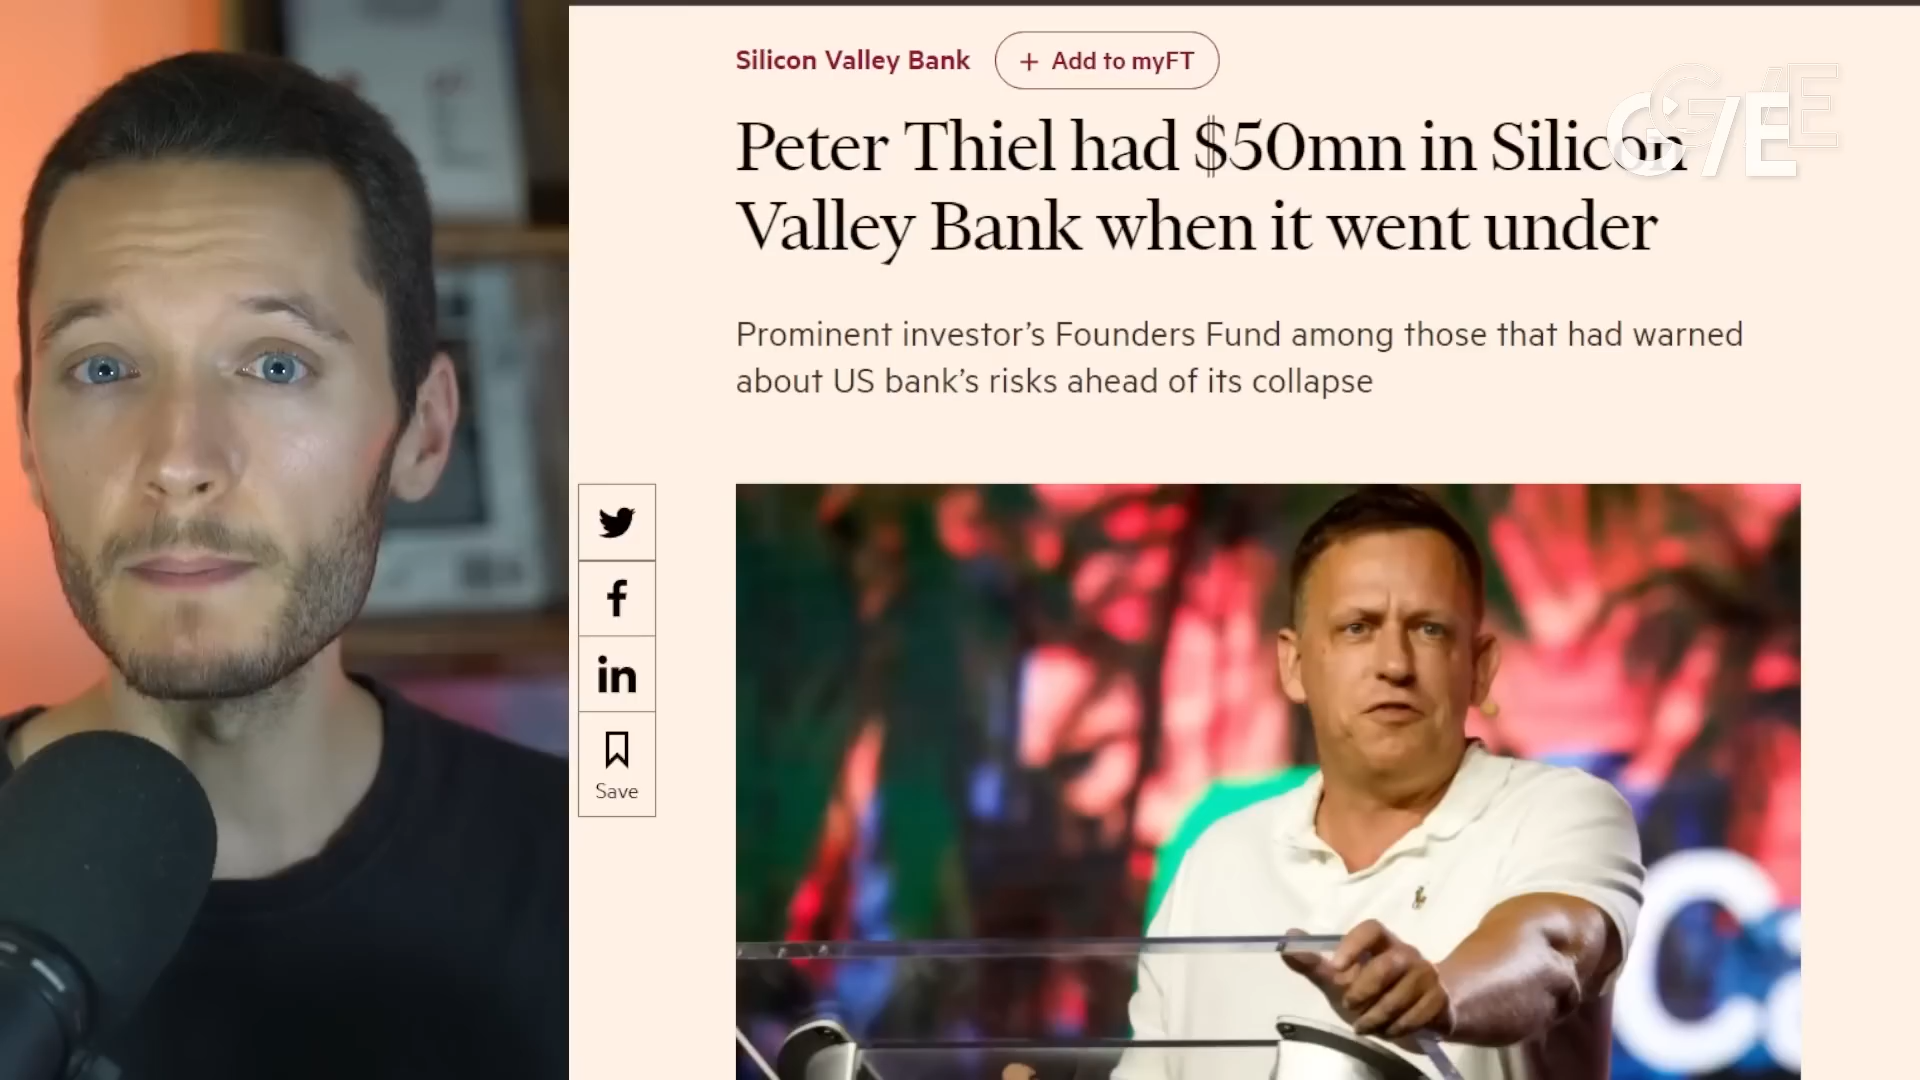 Silicon Valley Bank
+ Add to myFT
Peter Thiel had $50mn in Silicon
Valley Bank when it went under
Prominent investor’s Founders Fund among those that had warned
about US bank’s risks ahead of its collapse
f
in
Save